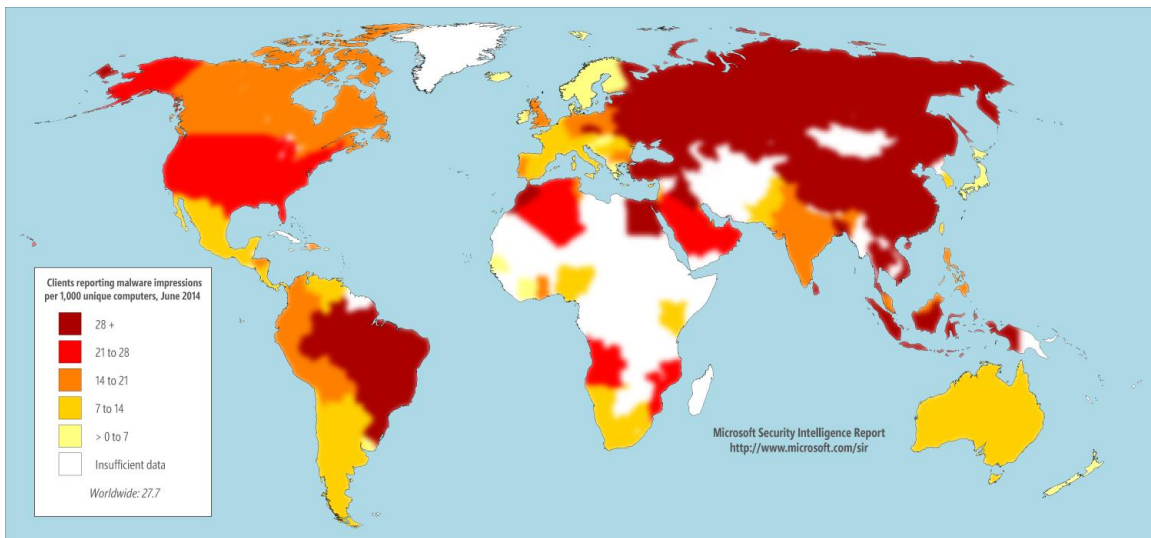 Clients reporting malware impressions
per 1,000 unique computers, June 2014
28 +
21 to 28
14 to 21
7 to 14
> 0 to 7
Insufficient data
Worldwide: 27.7
Microsoft Security Intelligence Report
http://www.microsoft.com/sir